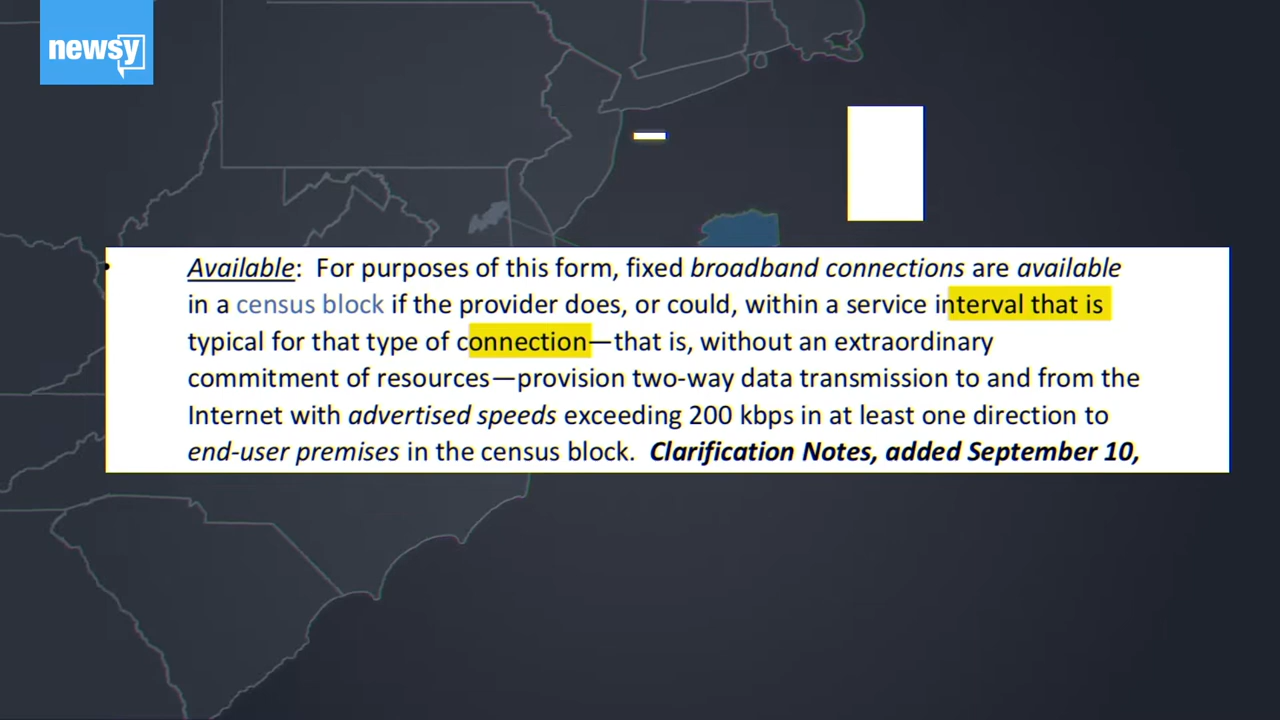 newsy
• Available: For purposes of this form, fixed broadband connections are available
in a census block if the provider does, or could, within a service interval that is
typical for that type of connection—that is, without an extraordinary
commitment of resources—provision two-way data transmission to and from the
Internet with advertised speeds exceeding 200 kbps in at least one direction to
end-user premises in the census block. Clarification Notes, added September 10,